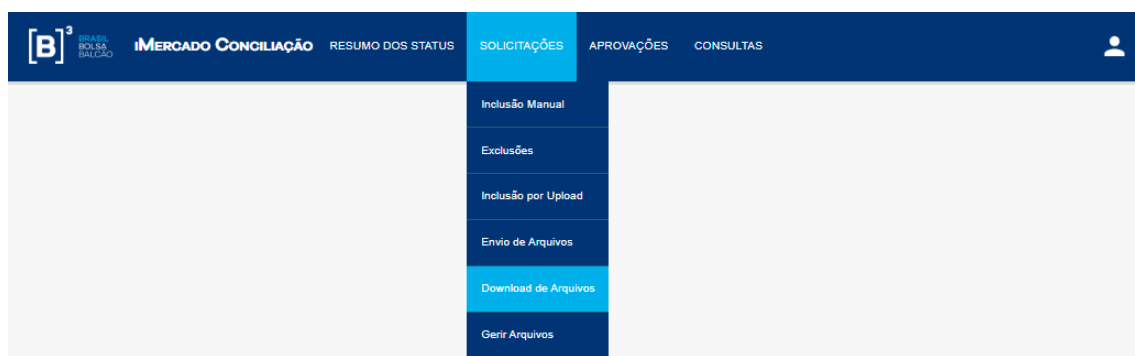 [B]³ BRASIL
BOLSA
BALCÃO
iMercado Conciliação RESUMO DOS STATUS SOLICITAÇÕES APROVAÇÕES CONSULTAS
Inclusão Manual
Exclusões
Inclusão por Upload
Envio de Arquivos
Download de Arquivos
Gerir Arquivos